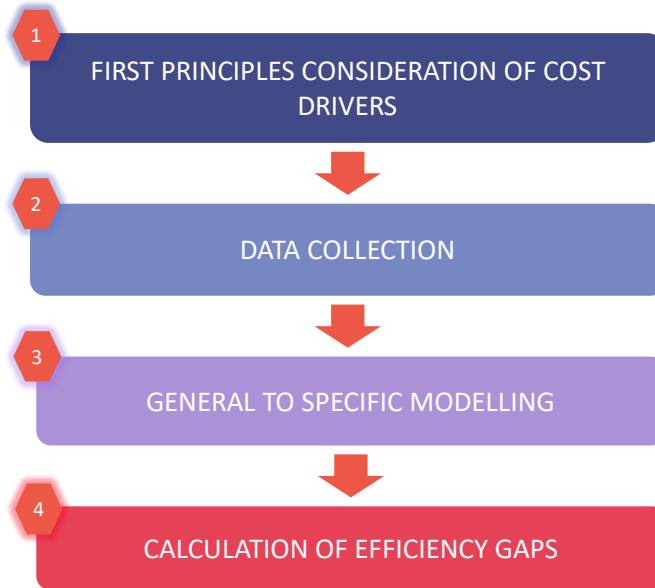 1
FIRST PRINCIPLES CONSIDERATION OF COST
DRIVERS
2
DATA COLLECTION
3
GENERAL TO SPECIFIC MODELLING
4
CALCULATION OF EFFICIENCY GAPS